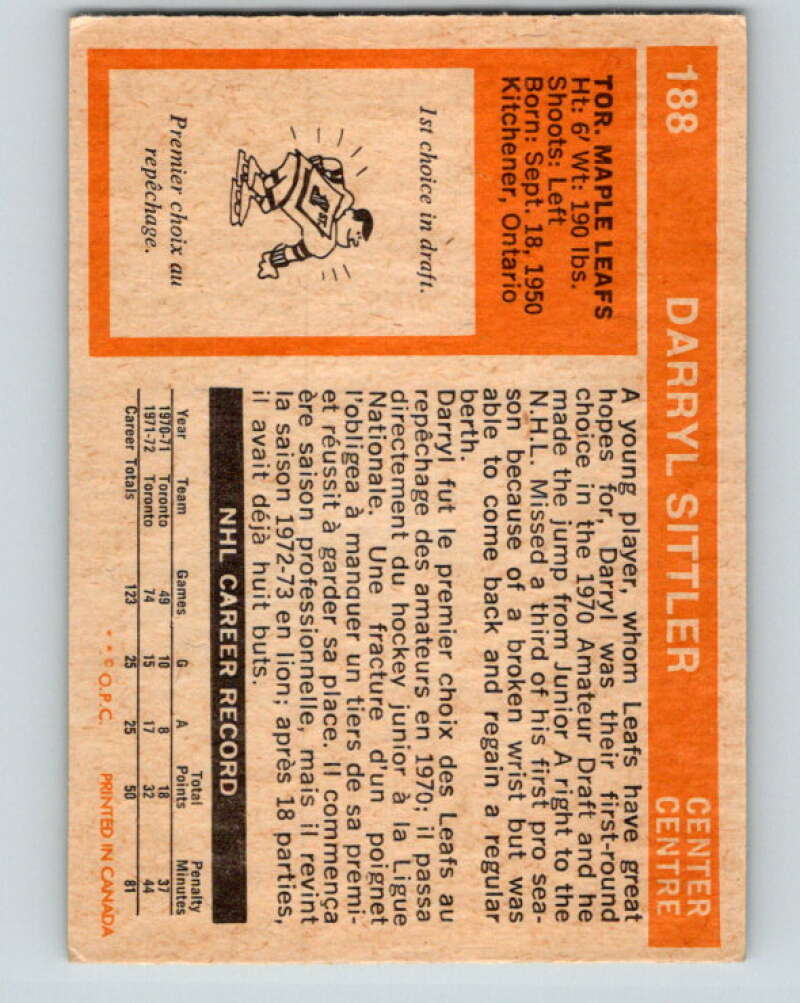 188 DARRYL SITTLER CENTER
CENTRE
TOR. MAPLE LEAFS
Ht: 6' Wt: 190 lbs.
Shoots: Left
Born: Sept. 18, 1950
Kitchener, Ontario
1st choice in draft.
Premier choix au
repêchage.
A young player, whom Leafs have great
hopes for, Darryl was their first-round
choice in the 1970 Amateur Draft and he
made the jump from Junior A right to the
N.H.L. Missed a third of his first pro sea-
son because of a broken wrist but was
able to come back and regain a regular
berth.
Darryl fut le premier choix des Leafs au
repêchage des amateurs en 1970; il passa
directement du hockey junior à la Ligue
Nationale. Une fracture d'un poignet
l'obligea à manquer un tiers de sa premi-
ère saison professionnelle, mais il revint
et réussit à garder sa place. Il commença
la saison 1972-73 en lion; après 18 parties,
il avait déjà huit buts.
NHL CAREER RECORD
Year Team Games G A Total Points Penalty Minutes
1970-71 Toronto 49 10 8 18 37
1971-72 Toronto 74 15 17 32 44
Career Totals 123 25 25 50 81
* * © O.P.C. PRINTED IN CANADA